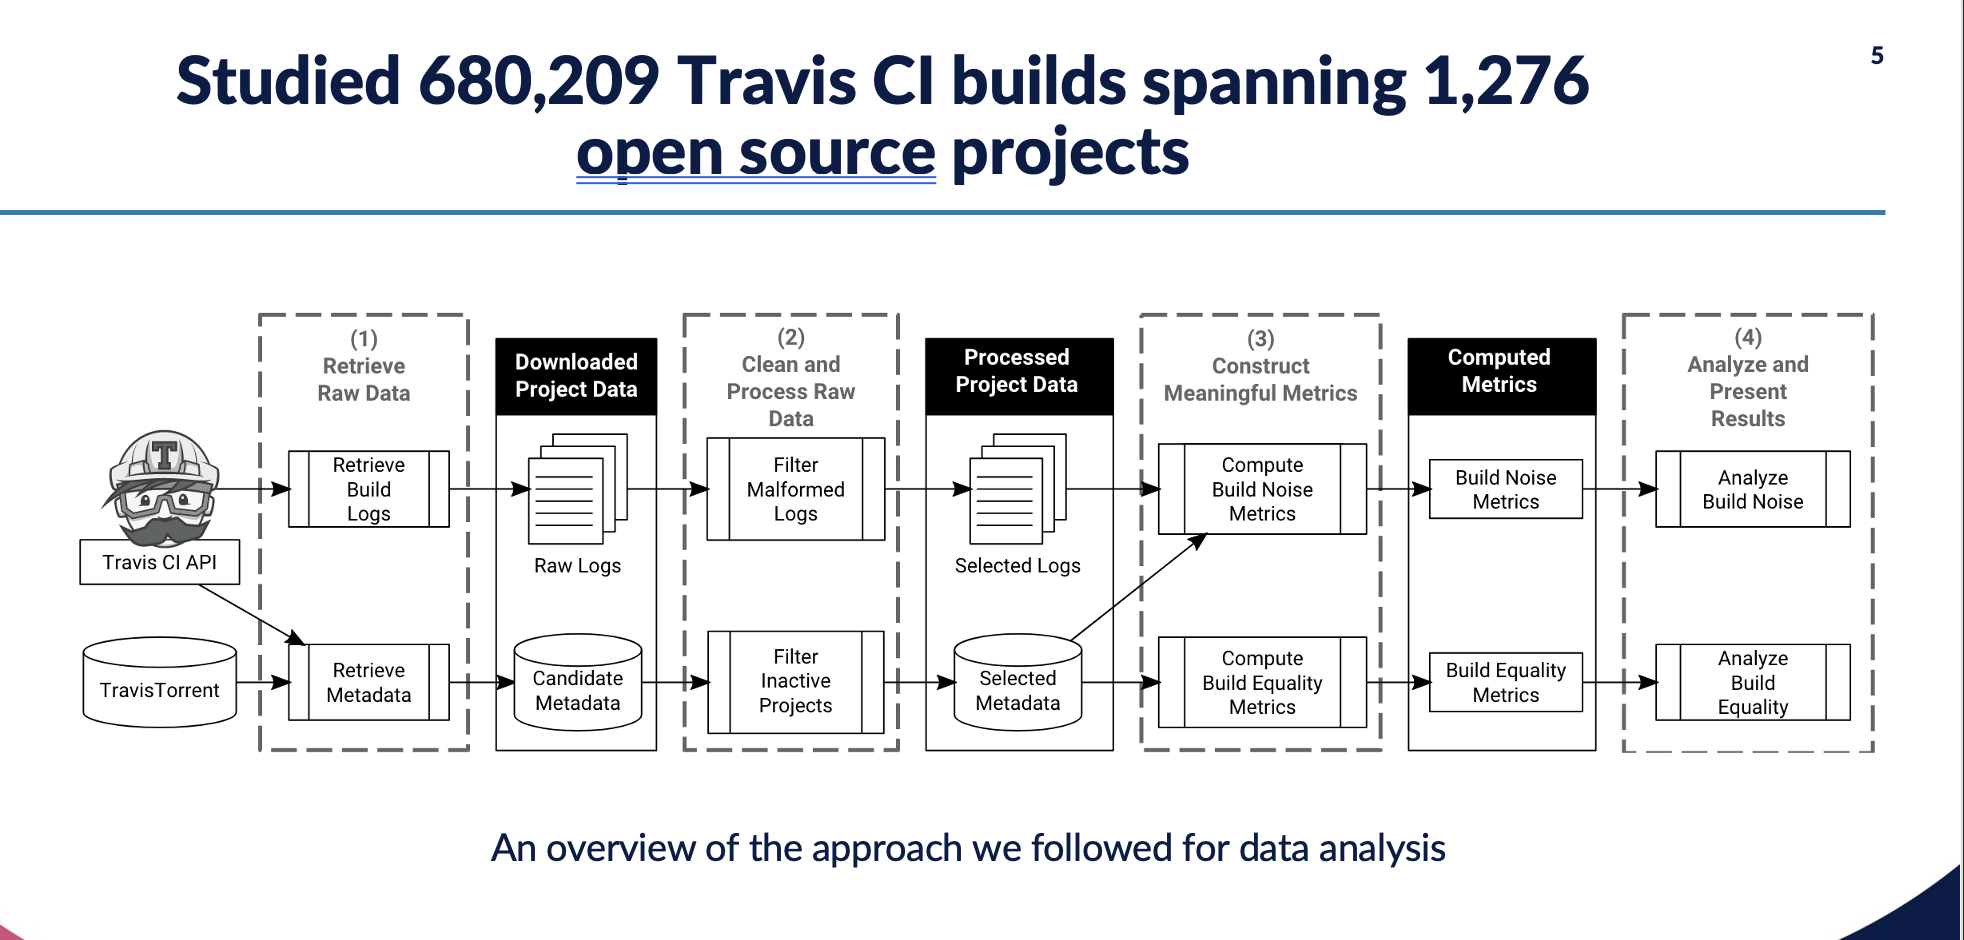 5
Studied 680,209 Travis CI builds spanning 1,276
open source projects
(1)
Retrieve
Raw Data
Downloaded
Project Data
(2)
Clean and
Process Raw
Data
Processed
Project Data
(3)
Construct
Meaningful Metrics
Computed
Metrics
(4)
Analyze and
Present
Results
T
Travis CI API
Retrieve
Build
Logs
Raw Logs
Filter
Malformed
Logs
Selected Logs
Compute
Build Noise
Metrics
Build Noise
Metrics
Analyze
Build Noise
TravisTorrent
Retrieve
Metadata
Candidate
Metadata
Filter
Inactive
Projects
Selected
Metadata
Compute
Build Equality
Metrics
Build Equality
Metrics
Analyze
Build
Equality
An overview of the approach we followed for data analysis